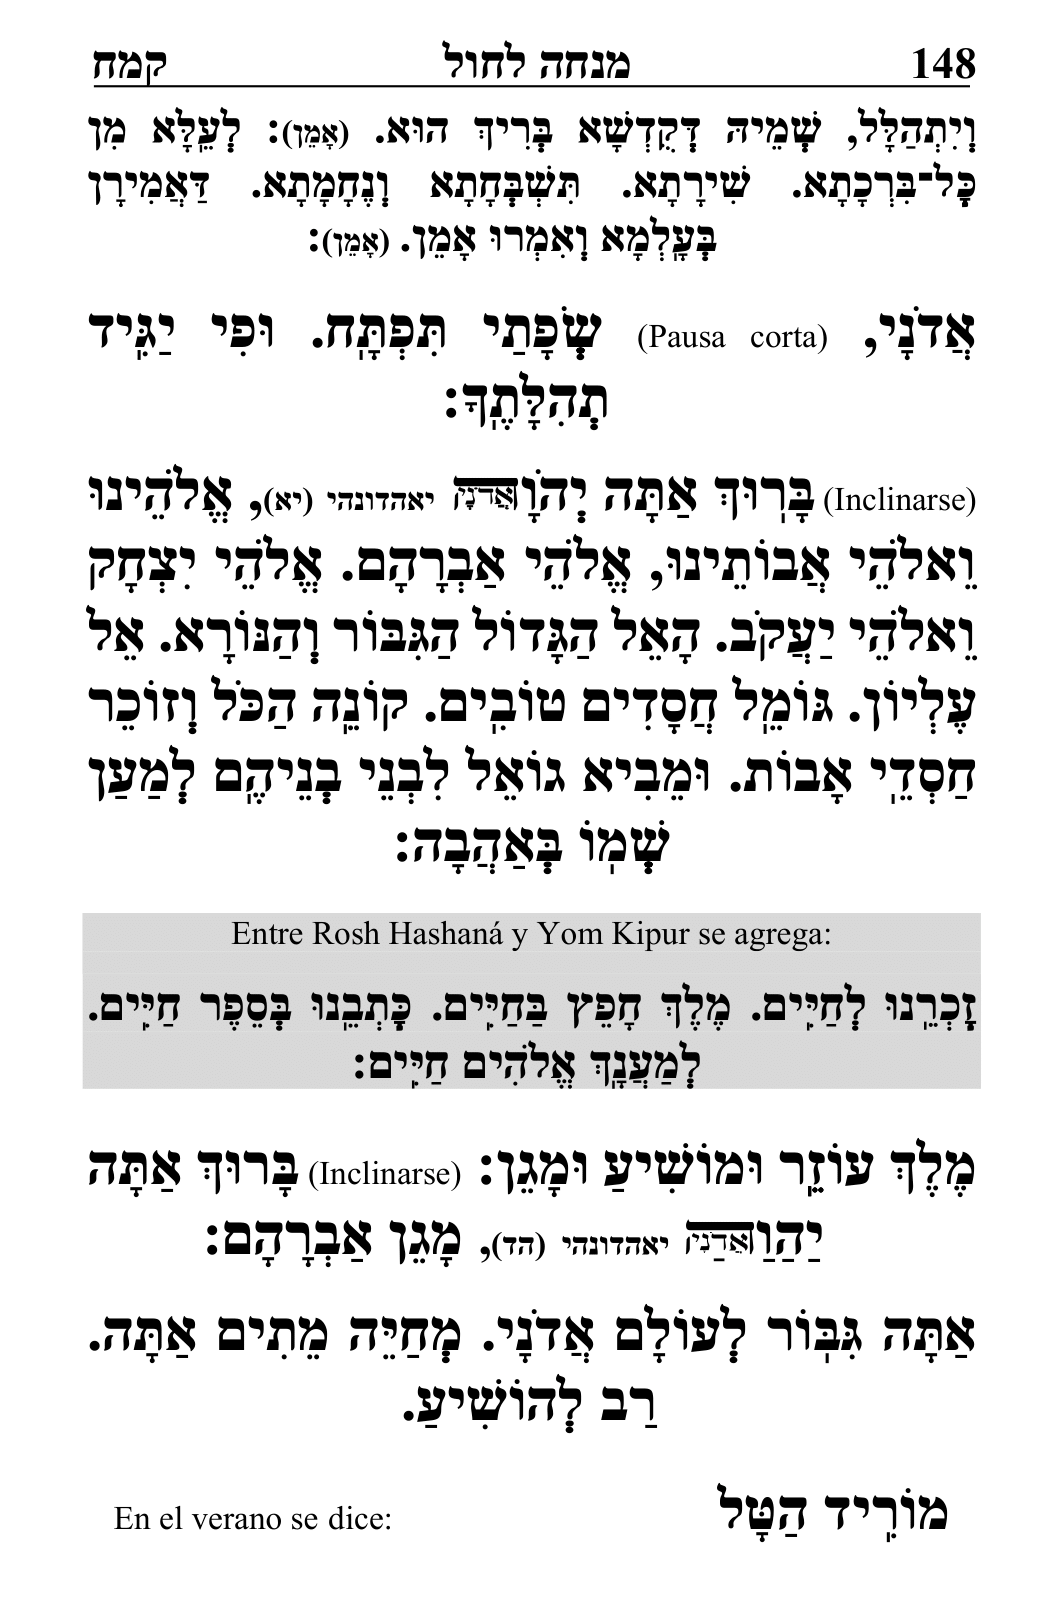 148 מנחה לחול קמח
וְיִתְהַלָּל, שְׁמֵיהּ דְּקֻדְשָׁא בְּרִיךְ הוּא. (אָמֵן): לְעֵלָּא מִן
כָּל־בִּרְכָתָא. שִׁירָתָא. תִּשְׁבְּחָתָא וְנֶחָמָתָא. דַּאֲמִירָן
בְּעָלְמָא וְאִמְרוּ אָמֵן. (אָמֵן):
אֲדֹנָי, (Pausa corta) שְׂפָתַי תִּפְתָּח. וּפִי יַגִּיד
תְהִלָּתֶךָ:
(Inclinarse) בָּרוּךְ אַתָּה יְהֹוָאֲדֹנָי יאהדונהי (יא), אֱלֹהֵינוּ
וֵאלֹהֵי אֲבוֹתֵינוּ, אֱלֹהֵי אַבְרָהָם. אֱלֹהֵי יִצְחָק
וֵאלֹהֵי יַעֲקֹב. הָאֵל הַגָּדוֹל הַגִּבּוֹר וְהַנּוֹרָא. אֵל
עֶלְיוֹן. גּוֹמֵל חֲסָדִים טוֹבִים. קוֹנֵה הַכֹּל וְזוֹכֵר
חַסְדֵי אָבוֹת. וּמֵבִיא גוֹאֵל לִבְנֵי בְנֵיהֶם לְמַעַן
שְׁמוֹ בְּאַהֲבָה:
Entre Rosh Hashaná y Yom Kipur se agrega:
זָכְרֵנוּ לְחַיִּים. מֶלֶךְ חָפֵץ בַּחַיִּים. כָּתְבֵנוּ בְּסֵפֶר חַיִּים.
לְמַעֲנָךְ אֱלֹהִים חַיִּים:
מֶלֶךְ עוֹזֵר וּמוֹשִׁיעַ וּמָגֵן: (Inclinarse) בָּרוּךְ אַתָּה
יַהַוַאֲדֹנָי יאהדונהי (הד), מָגֵן אַבְרָהָם:
אַתָּה גִּבּוֹר לְעוֹלָם אֲדֹנָי. מְחַיֵּה מֵתִים אַתָּה.
רַב לְהוֹשִׁיעַ.
En el verano se dice: מוֹרִיד הַטָּל